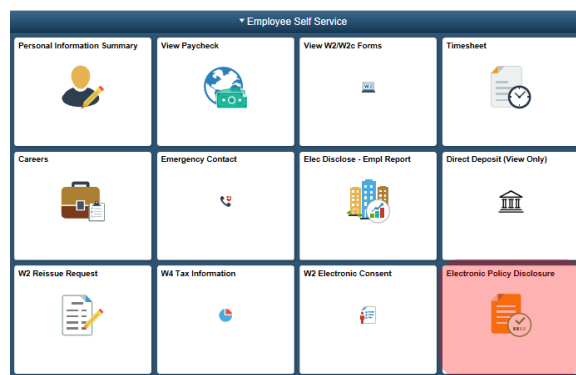 Employee Self Service
Personal Information Summary
View Paycheck
View W2/W2c Forms
Timesheet
W2
Careers
Emergency Contact
Elec Disclose - Empl Report
Direct Deposit (View Only)
W2 Reissue Request
W4 Tax Information
W2 Electronic Consent
Electronic Policy Disclosure